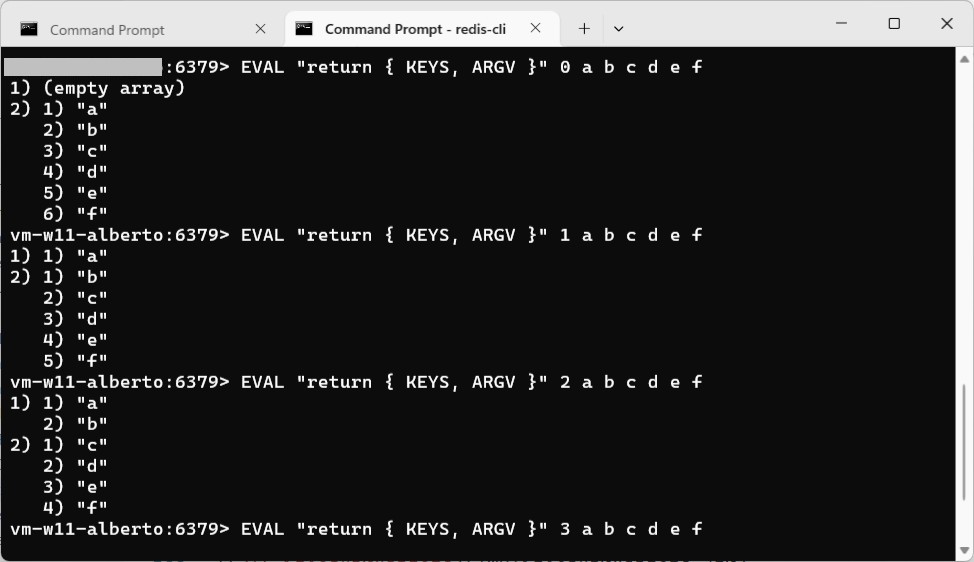 Command Prompt
Command Prompt - redis-cli
:6379> EVAL "return { KEYS, ARGV }" 0 a b c d e f
1) (empty array)
2) 1) "a"
   2) "b"
   3) "c"
   4) "d"
   5) "e"
   6) "f"
vm-w11-alberto:6379> EVAL "return { KEYS, ARGV }" 1 a b c d e f
1) 1) "a"
2) 1) "b"
   2) "c"
   3) "d"
   4) "e"
   5) "f"
vm-w11-alberto:6379> EVAL "return { KEYS, ARGV }" 2 a b c d e f
1) 1) "a"
   2) "b"
2) 1) "c"
   2) "d"
   3) "e"
   4) "f"
vm-w11-alberto:6379> EVAL "return { KEYS, ARGV }" 3 a b c d e f